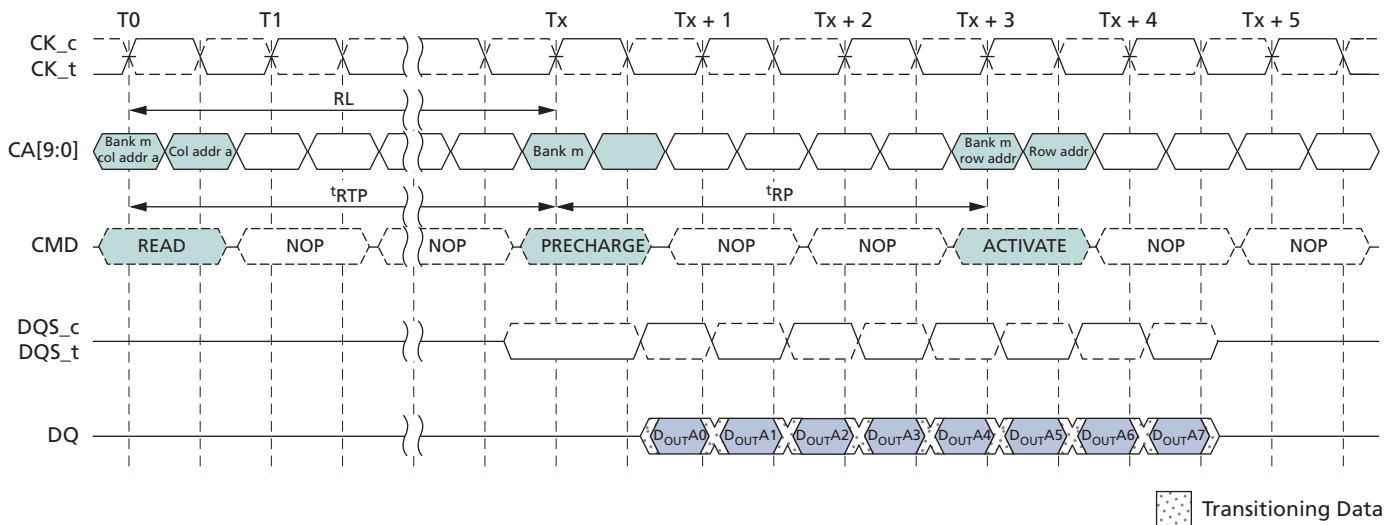 T0 T1 Tx Tx + 1 Tx + 2 Tx + 3 Tx + 4 Tx + 5
CK_c
CK_t
RL
CA[9:0] Bank m col addr a Col addr a Bank m Bank m row addr Row addr
tRTP tRP
CMD READ NOP NOP PRECHARGE NOP NOP ACTIVATE NOP NOP
DQS_c
DQS_t
DQ DOUTA0 DOUTA1 DOUTA2 DOUTA3 DOUTA4 DOUTA5 DOUTA6 DOUTA7
Transitioning Data